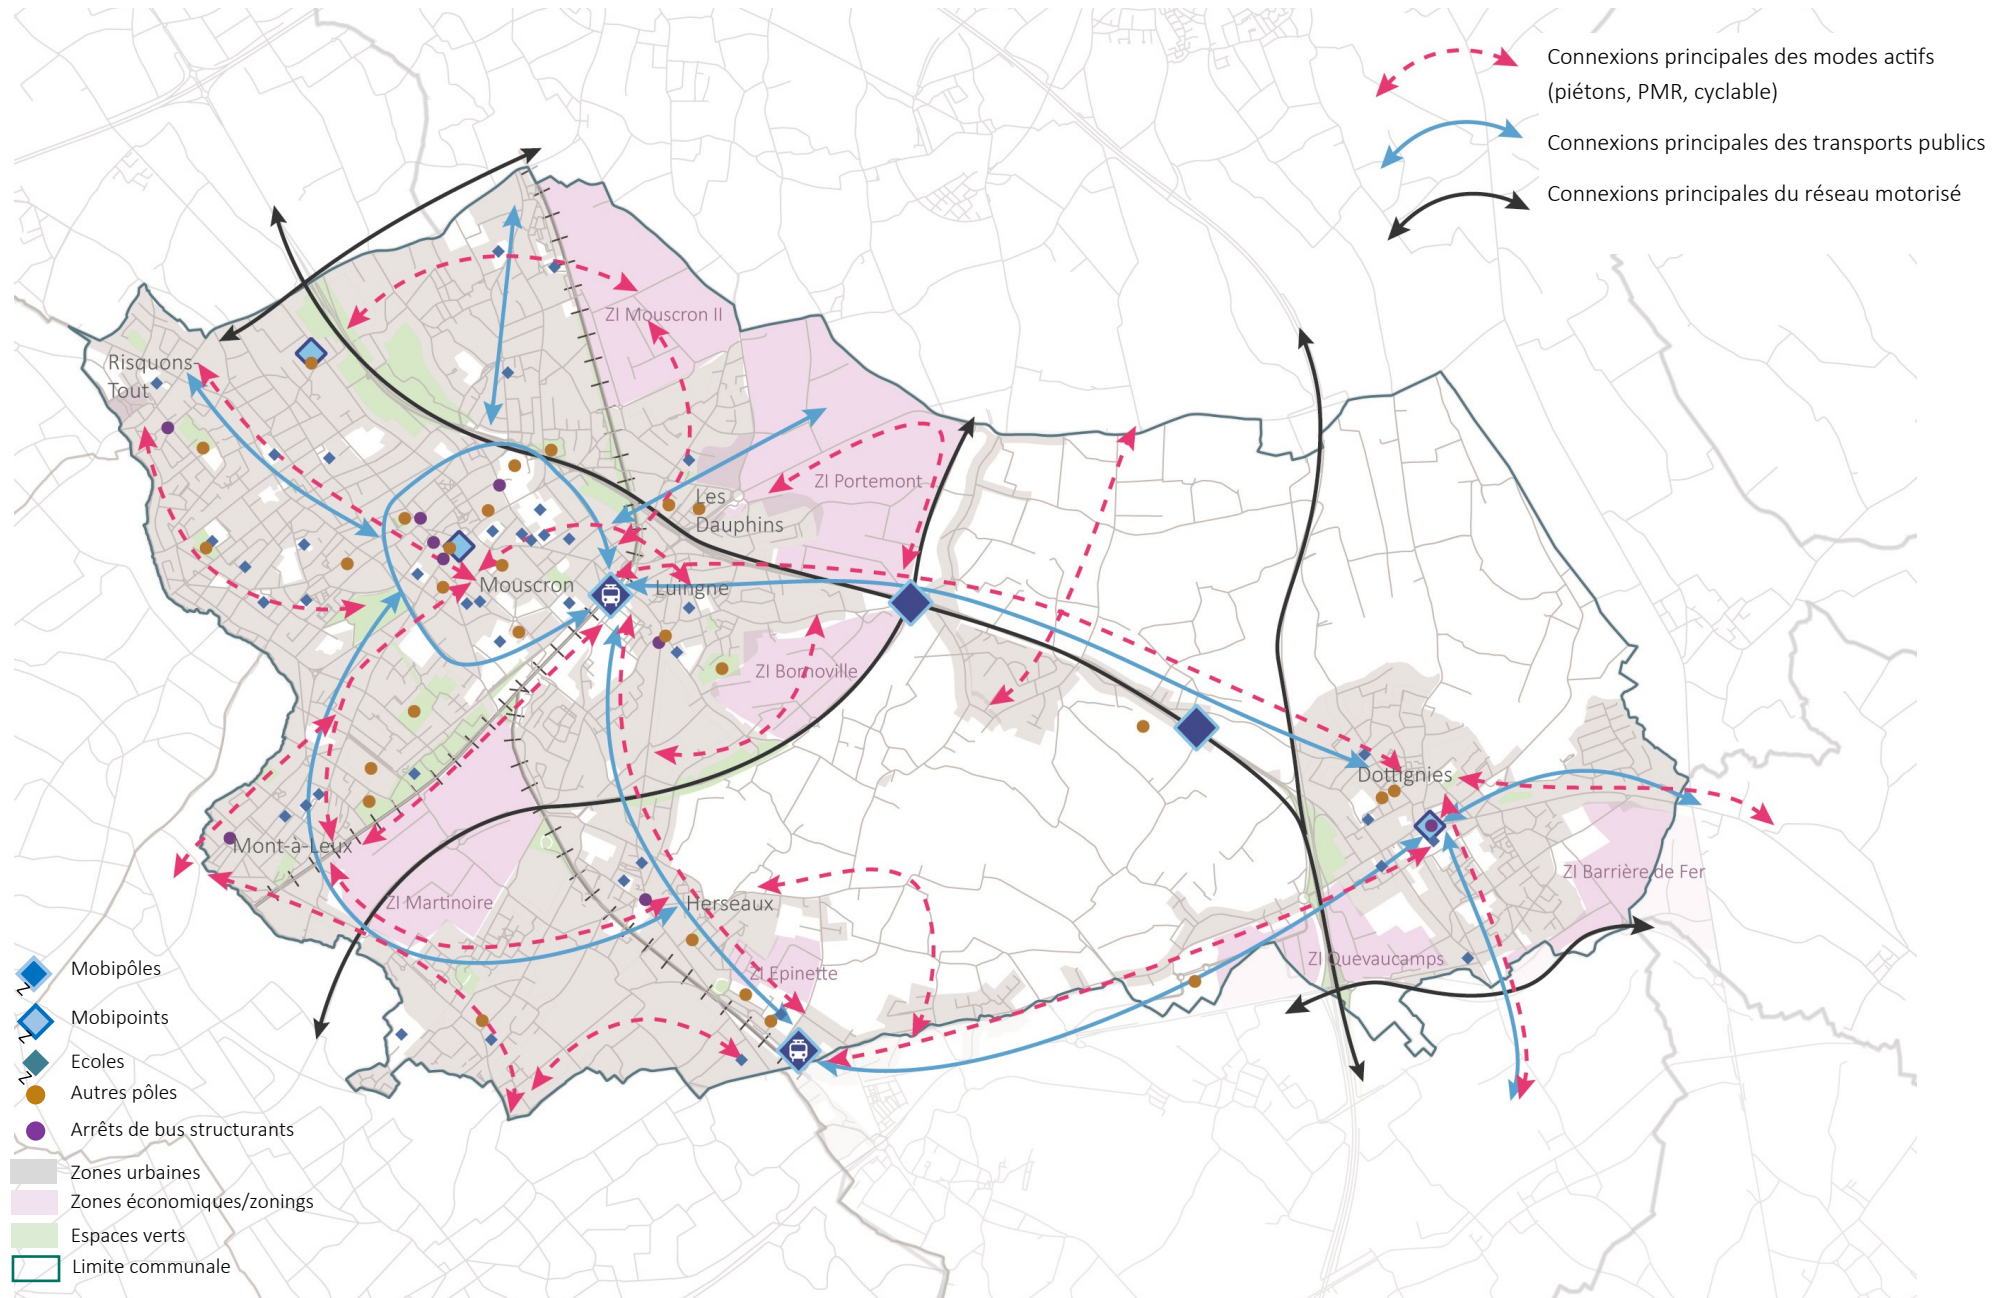 Connexions principales des modes actifs
(piétons, PMR, cyclable)
Connexions principales des transports publics
Connexions principales du réseau motorisé
ZI Mouscron II
Risquons-
Tout
ZI Portemont
Les
Dauphins
Mouscron
Luingne
ZI Bornoville
Dottignies
Mont-à-Leux
ZI Martinoire
Herseaux
ZI Barrière de Fer
ZI Epinette
ZI Quévaucamps
Mobipôles
Mobipoints
Ecoles
Autres pôles
Arrêts de bus structurants
Zones urbaines
Zones économiques/zonings
Espaces verts
Limite communale